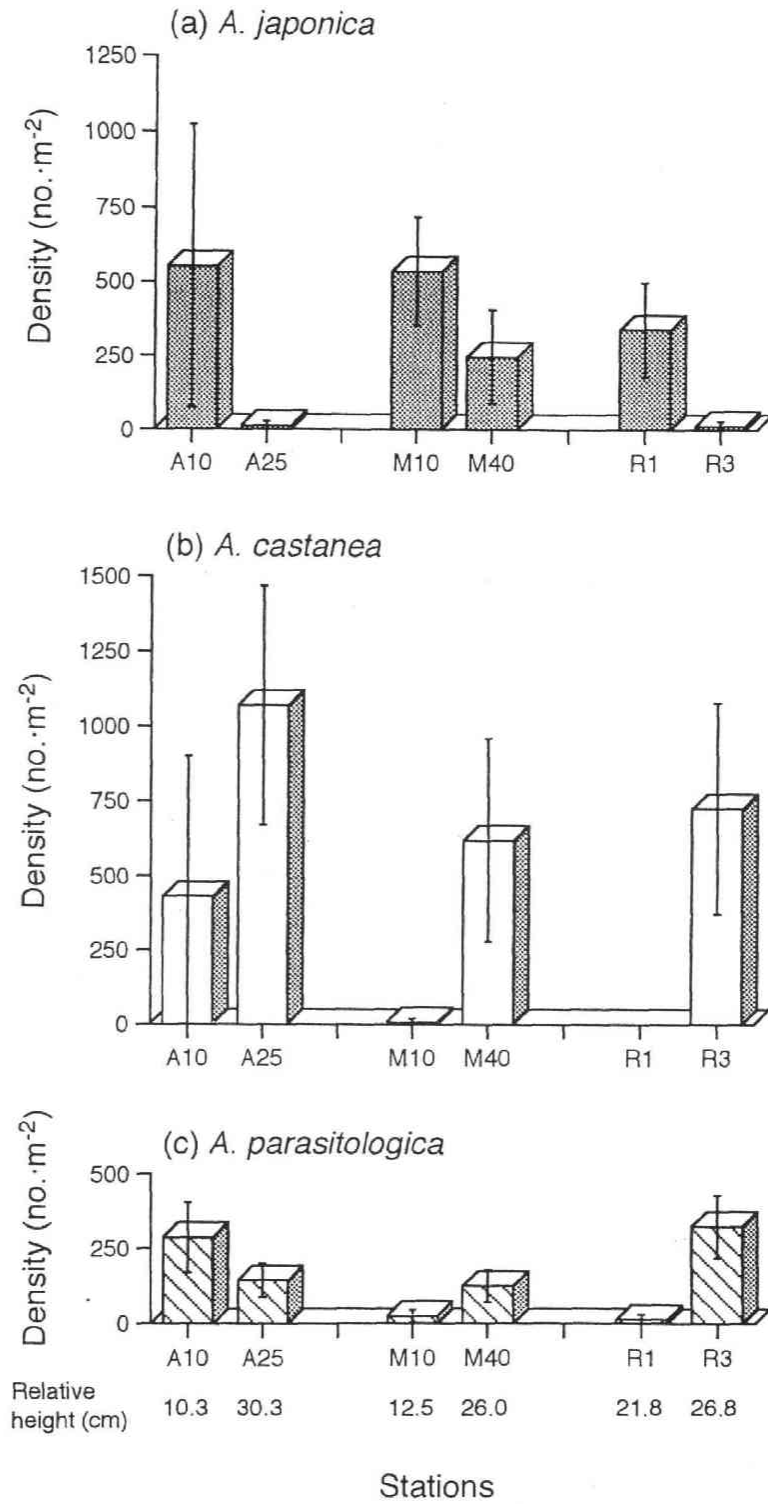 (a) A. japonica
Density (no.·m-2)
1250
1000
750
500
250
0
A10 A25 M10 M40 R1 R3
(b) A. castanea
Density (no.·m-2)
1500
1250
1000
750
500
250
0
A10 A25 M10 M40 R1 R3
(c) A. parasitologica
Density (no.·m-2)
500
250
0
A10 A25 M10 M40 R1 R3
Relative
height (cm) 10.3 30.3 12.5 26.0 21.8 26.8
Stations